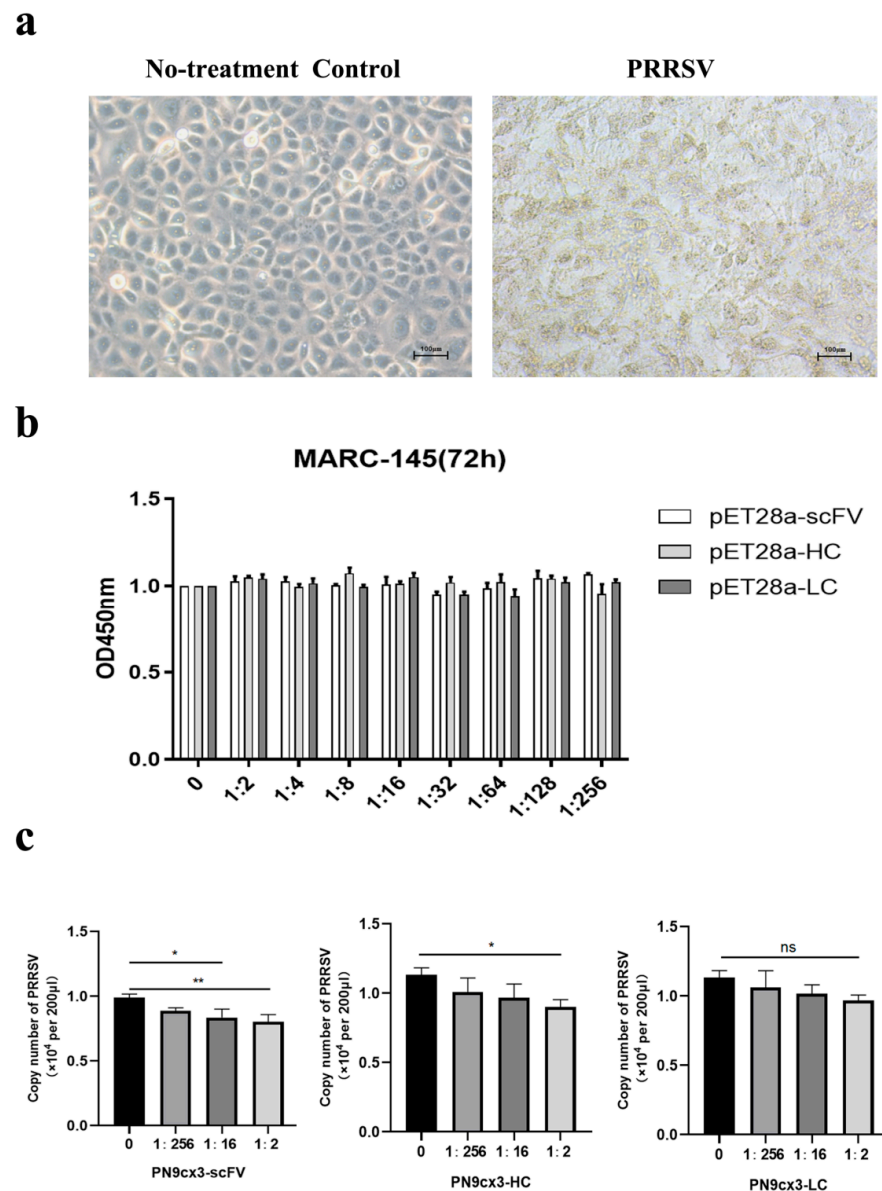 a
No-treatment Control
PRRSV
100μm
100μm
b
MARC-145(72h)
OD450nm
1.5
1.0
0.5
0.0
0
1:2
1:4
1:8
1:16
1:32
1:64
1:128
1:256
pET28a-scFV
pET28a-HC
pET28a-LC
c
Copy number of PRRSV
(×10⁴ per 200μl)
1.5
1.0
0.5
0.0
*
**
0 1: 256 1: 16 1: 2
PN9cx3-scFV
Copy number of PRRSV
(×10⁴ per 200μl)
1.5
1.0
0.5
0.0
*
0 1: 256 1: 16 1: 2
PN9cx3-HC
Copy number of PRRSV
(×10⁴ per 200μl)
1.5
1.0
0.5
0.0
ns
0 1: 256 1: 16 1: 2
PN9cx3-LC